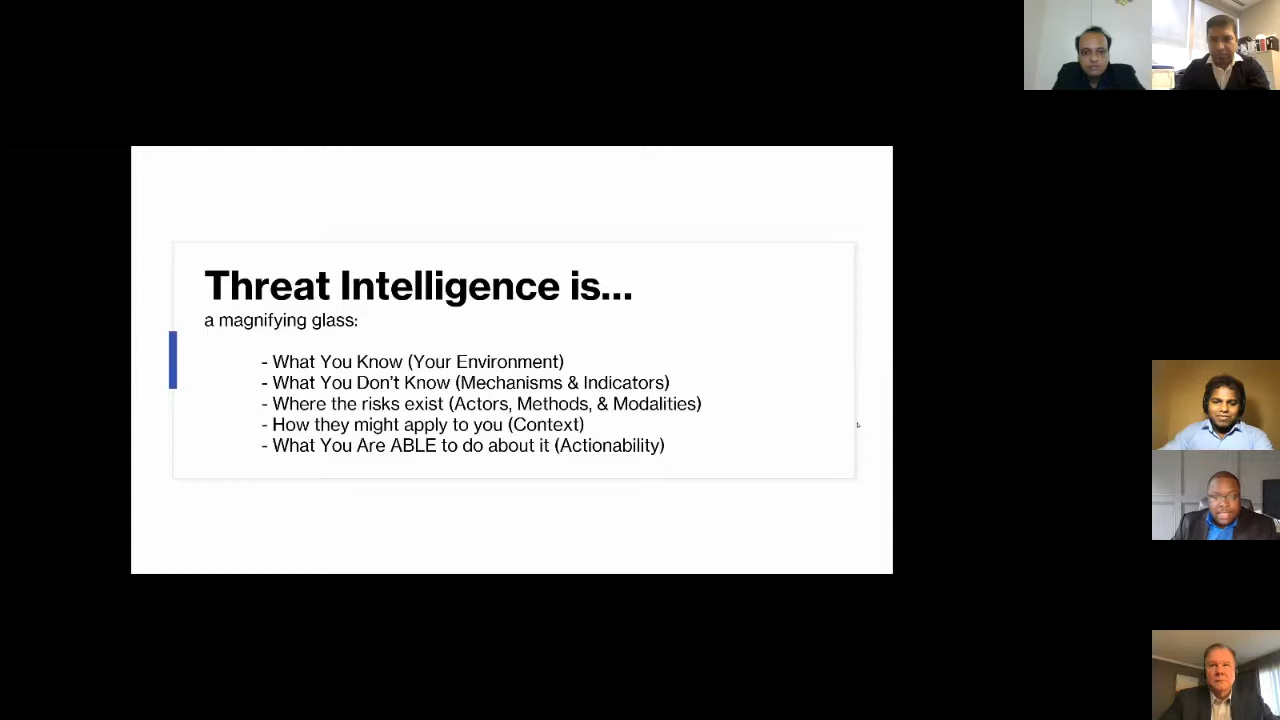 Threat Intelligence is...
a magnifying glass:
- What You Know (Your Environment)
- What You Don't Know (Mechanisms & Indicators)
- Where the risks exist (Actors, Methods, & Modalities)
- How they might apply to you (Context)
- What You Are ABLE to do about it (Actionability)